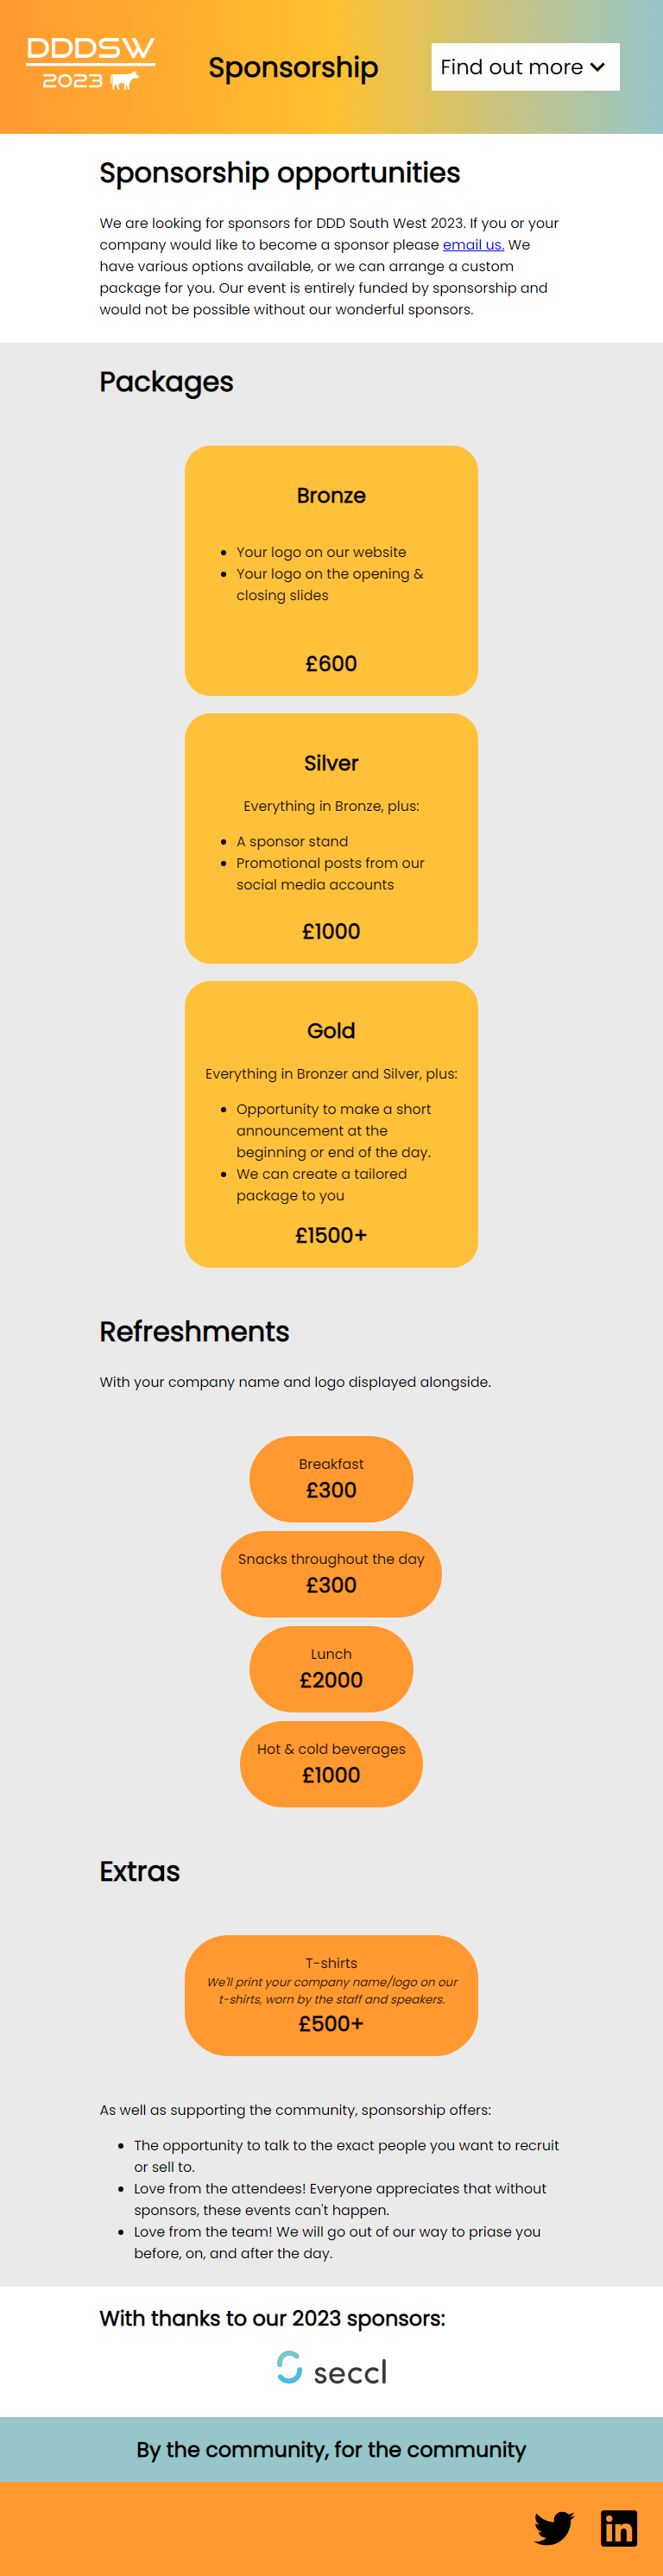 DDDSW
2023
Sponsorship
Find out more
Sponsorship opportunities
We are looking for sponsors for DDD South West 2023. If you or your
company would like to become a sponsor please email us. We
have various options available, or we can arrange a custom
package for you. Our event is entirely funded by sponsorship and
would not be possible without our wonderful sponsors.
Packages
Bronze
• Your logo on our website
• Your logo on the opening &
closing slides
£600
Silver
Everything in Bronze, plus:
• A sponsor stand
• Promotional posts from our
social media accounts
£1000
Gold
Everything in Bronzer and Silver, plus:
• Opportunity to make a short
announcement at the
beginning or end of the day.
• We can create a tailored
package to you
£1500+
Refreshments
With your company name and logo displayed alongside.
Breakfast
£300
Snacks throughout the day
£300
Lunch
£2000
Hot & cold beverages
£1000
Extras
T-shirts
We'll print your company name/logo on our
t-shirts, worn by the staff and speakers.
£500+
As well as supporting the community, sponsorship offers:
• The opportunity to talk to the exact people you want to recruit
or sell to.
• Love from the attendees! Everyone appreciates that without
sponsors, these events can't happen.
• Love from the team! We will go out of our way to priase you
before, on, and after the day.
With thanks to our 2023 sponsors:
seccl
By the community, for the community
in